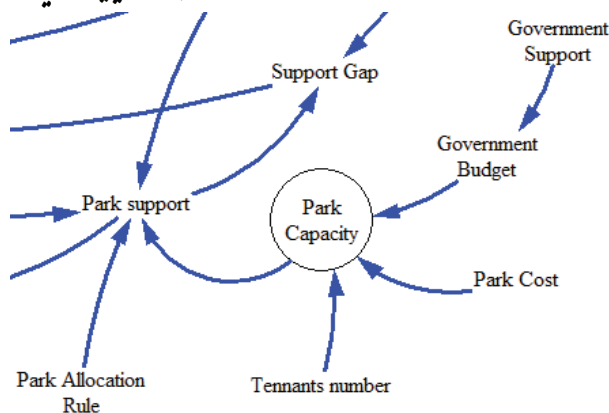 Government
Support
Support Gap
Government
Budget
Park support
Park
Capacity
Park Cost
Park Allocation
Rule
Tennants number